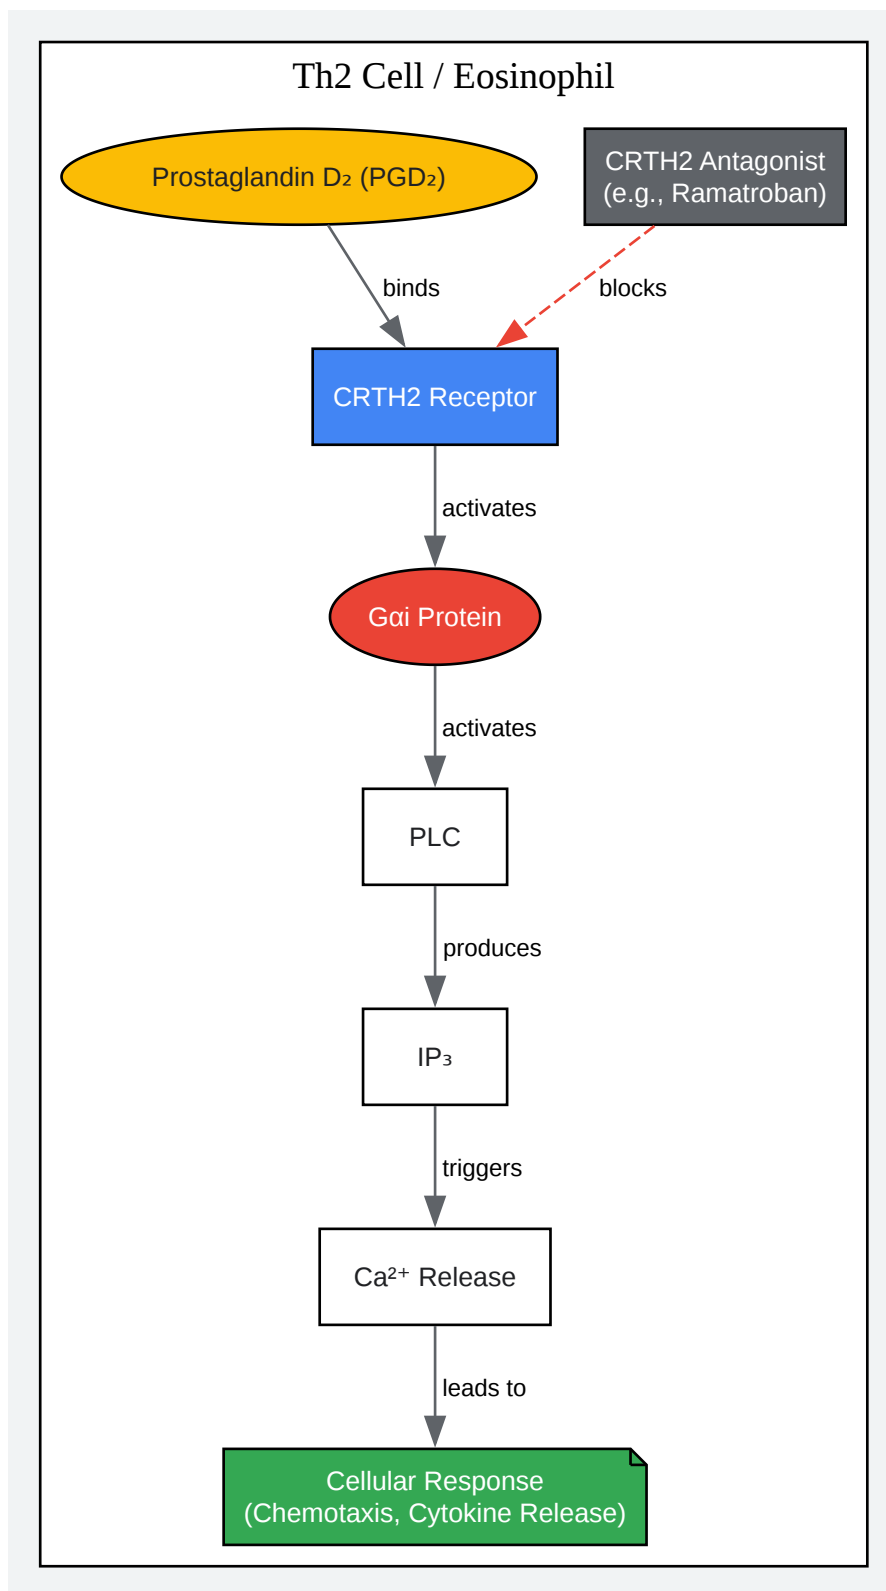 Th2 Cell / Eosinophil
Prostaglandin D₂ (PGD₂)
CRTH2 Antagonist
(e.g., Ramatroban)
binds
blocks
CRTH2 Receptor
activates
Gαi Protein
activates
PLC
produces
IP₃
triggers
Ca²⁺ Release
leads to
Cellular Response
(Chemotaxis, Cytokine Release)